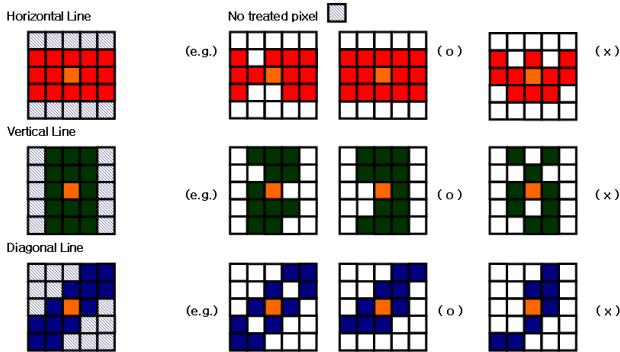 Horizontal Line
No treated pixel
(e.g.)
( o )
( x )
Vertical Line
(e.g.)
( o )
( x )
Diagonal Line
(e.g.)
( o )
( x )